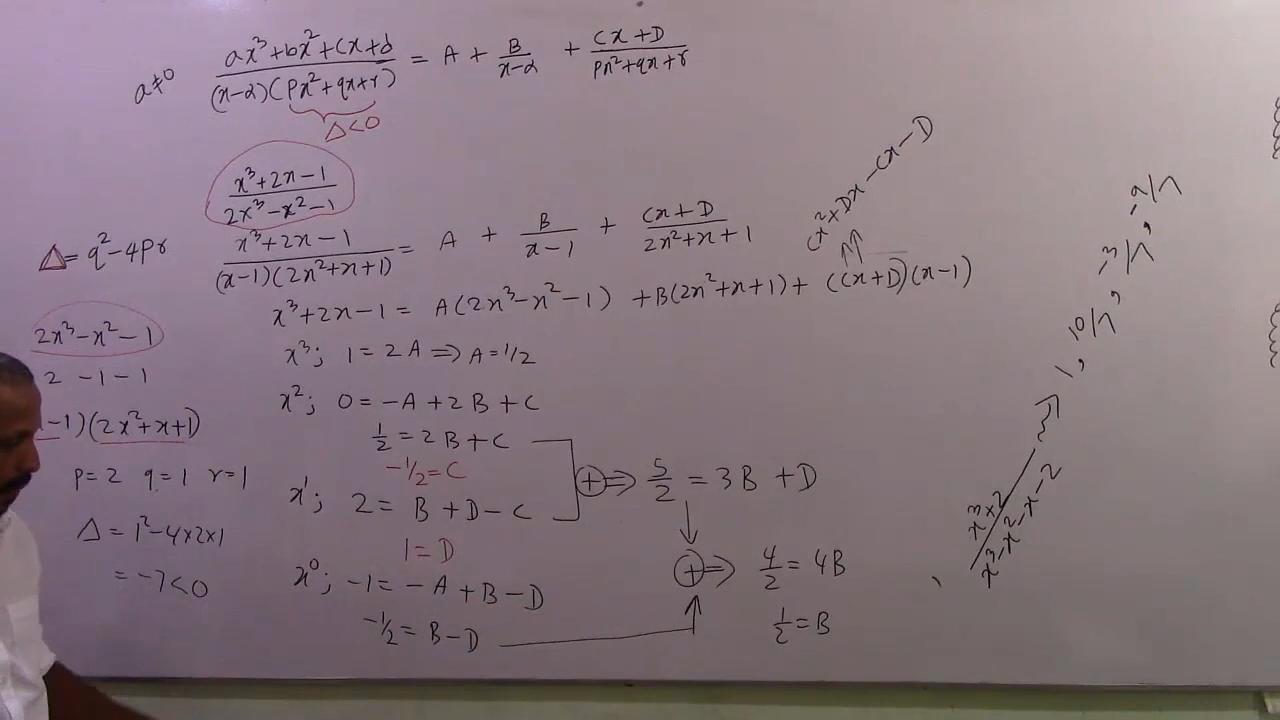 a≠0 (ax³+bx²+cx+d)/((x-α)(px²+qx+r)) = A + B/(x-α) + (Cx+D)/(px²+qx+r)
Δ<0
(x³+2x-1)/(2x³-x²-1)
Δ = q²-4pr
(x³+2x-1)/((x-1)(2x²+x+1)) = A + B/(x-1) + (Cx+D)/(2x²+x+1)
x³+2x-1 = A(2x³-x²-1) +B(2x²+x+1)+ (Cx+D)(x-1)
2x³-x²-1
2 -1 -1
-1)(2x²+x+1)
p=2 q=1 r=1
Δ = 1²-4×2×1
= -7<0
x³; 1=2A ⇒ A=1/2
x²; 0=-A+2B+C
1/2 = 2B+C
-1/2=C
x¹; 2 = B+D-C
⊕⇒ 5/2 = 3B +D
1=D
x⁰; -1=-A+B-D
-1/2 = B-D
⊕⇒ 4/2 = 4B
1/2 = B